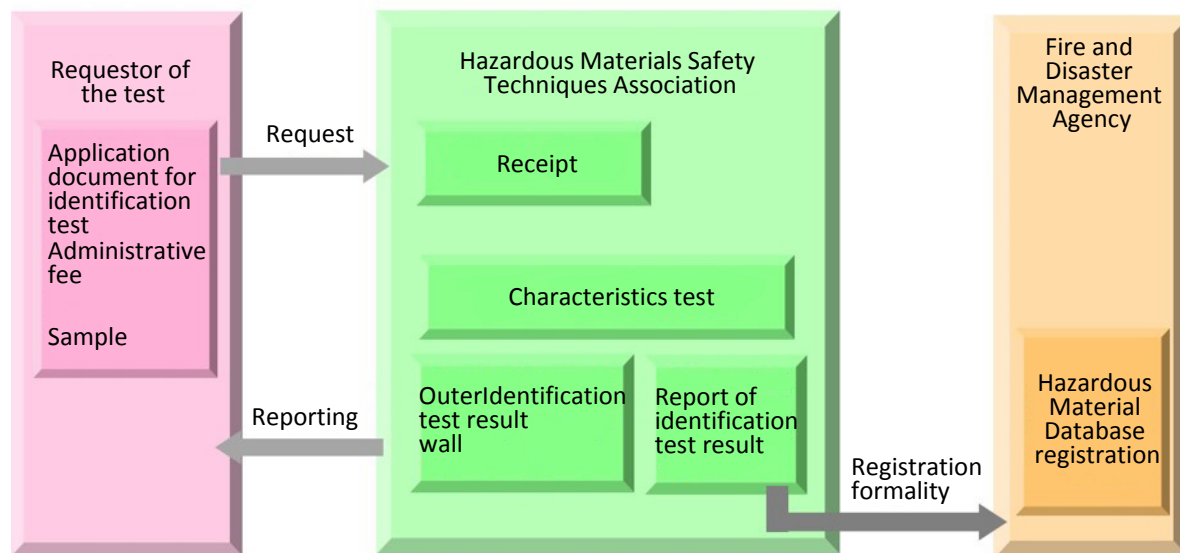 Requestor of
the test
Application
document for
identification
test
Administrative
fee
Sample
Request
Reporting
Hazardous Materials Safety
Techniques Association
Receipt
Characteristics test
OuterIdentification
test result
wall
Report of
identification
test result
Registration
formality
Fire and
Disaster
Management
Agency
Hazardous
Material
Database
registration